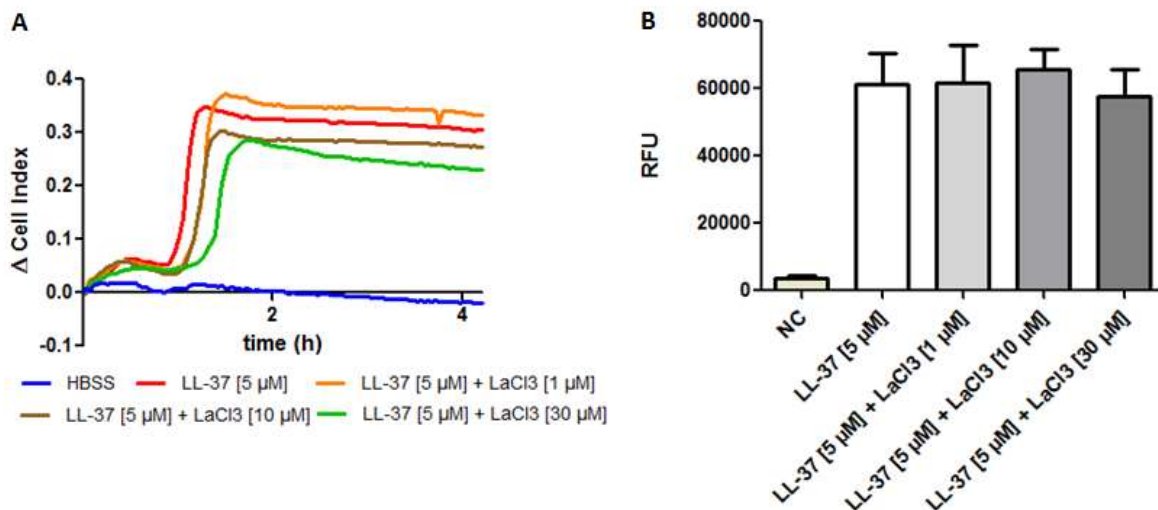 A
0.4
0.3
0.2
0.1
0.0
-0.1
Δ Cell Index
2
4
time (h)
HBSS
LL-37 [5 µM]
LL-37 [5 µM] + LaCl3 [1 µM]
LL-37 [5 µM] + LaCl3 [10 µM]
LL-37 [5 µM] + LaCl3 [30 µM]
B
80000
60000
40000
20000
0
RFU
NC
LL-37 [5 µM]
LL-37 [5 µM] + LaCl3 [1 µM]
LL-37 [5 µM] + LaCl3 [10 µM]
LL-37 [5 µM] + LaCl3 [30 µM]